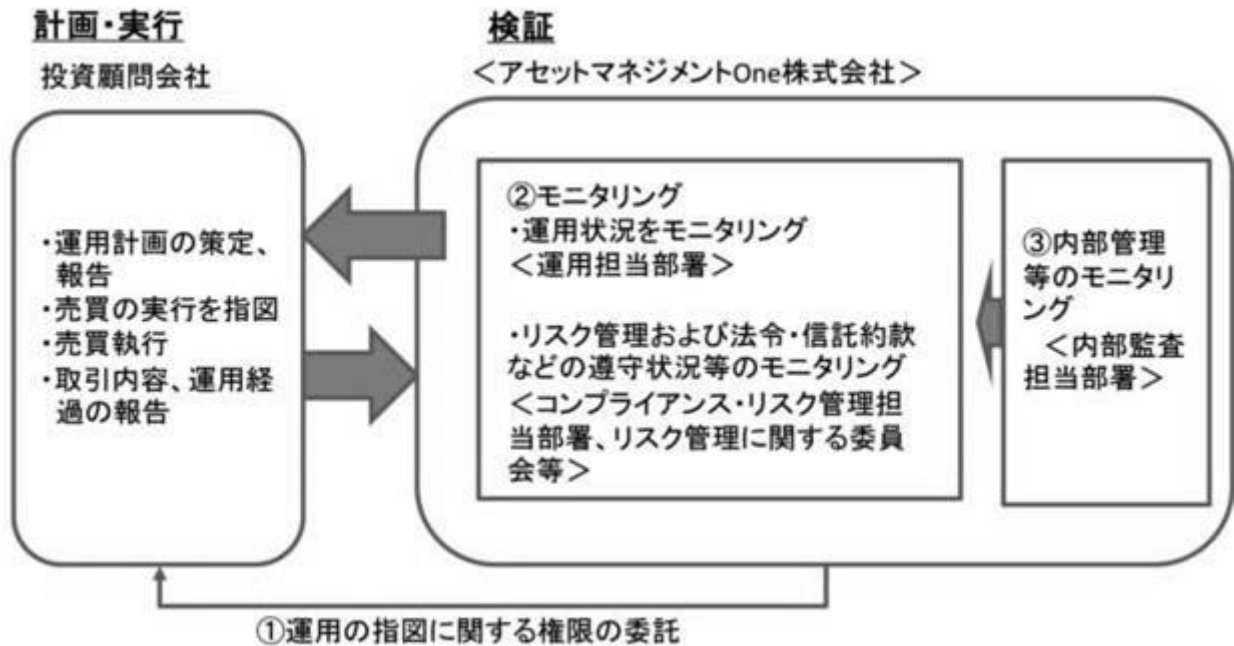 計画・実行
投資顧問会社
・運用計画の策定、
報告
・売買の実行を指図
・売買執行
・取引内容、運用経
過の報告
検証
＜アセットマネジメントOne株式会社＞
②モニタリング
・運用状況をモニタリング
＜運用担当部署＞
・リスク管理および法令・信託約款
などの遵守状況等のモニタリング
＜コンプライアンス・リスク管理担
当部署、リスク管理に関する委員
会等＞
③内部管理
等のモニタリ
ング
＜内部監査
担当部署＞
①運用の指図に関する権限の委託